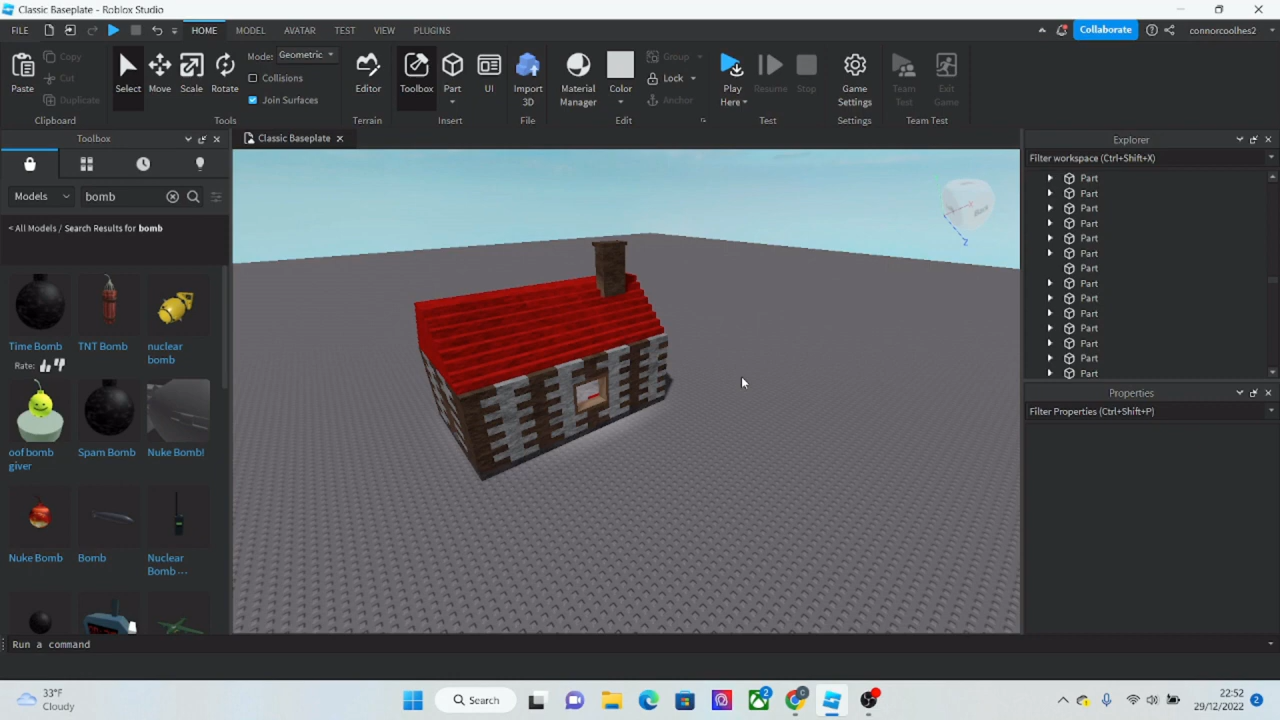 Classic Baseplate - Roblox Studio
FILE HOME MODEL AVATAR TEST VIEW PLUGINS Collaborate connorcoolhes2
Paste Copy Cut Duplicate Select Move Scale Rotate Mode: Geometric Collisions Join Surfaces Editor Toolbox Part UI Import 3D Material Manager Color Group Lock Anchor Play Here Resume Stop Game Settings Team Test Exit Game
Clipboard Tools Terrain Insert File Edit Test Settings Team Test
Toolbox
Classic Baseplate
Models bomb
< All Models / Search Results for bomb
Time Bomb TNT Bomb nuclear bomb
Rate:
oof bomb giver Spam Bomb Nuke Bomb!
Nuke Bomb Bomb Nuclear Bomb ...
Back
Z
Explorer
Filter workspace (Ctrl+Shift+X)
Part
Part
Part
Part
Part
Part
Part
Part
Part
Part
Part
Part
Part
Part
Properties
Filter Properties (Ctrl+Shift+P)
Run a command
33°F
Cloudy
Search
2
C
22:52
29/12/2022
2